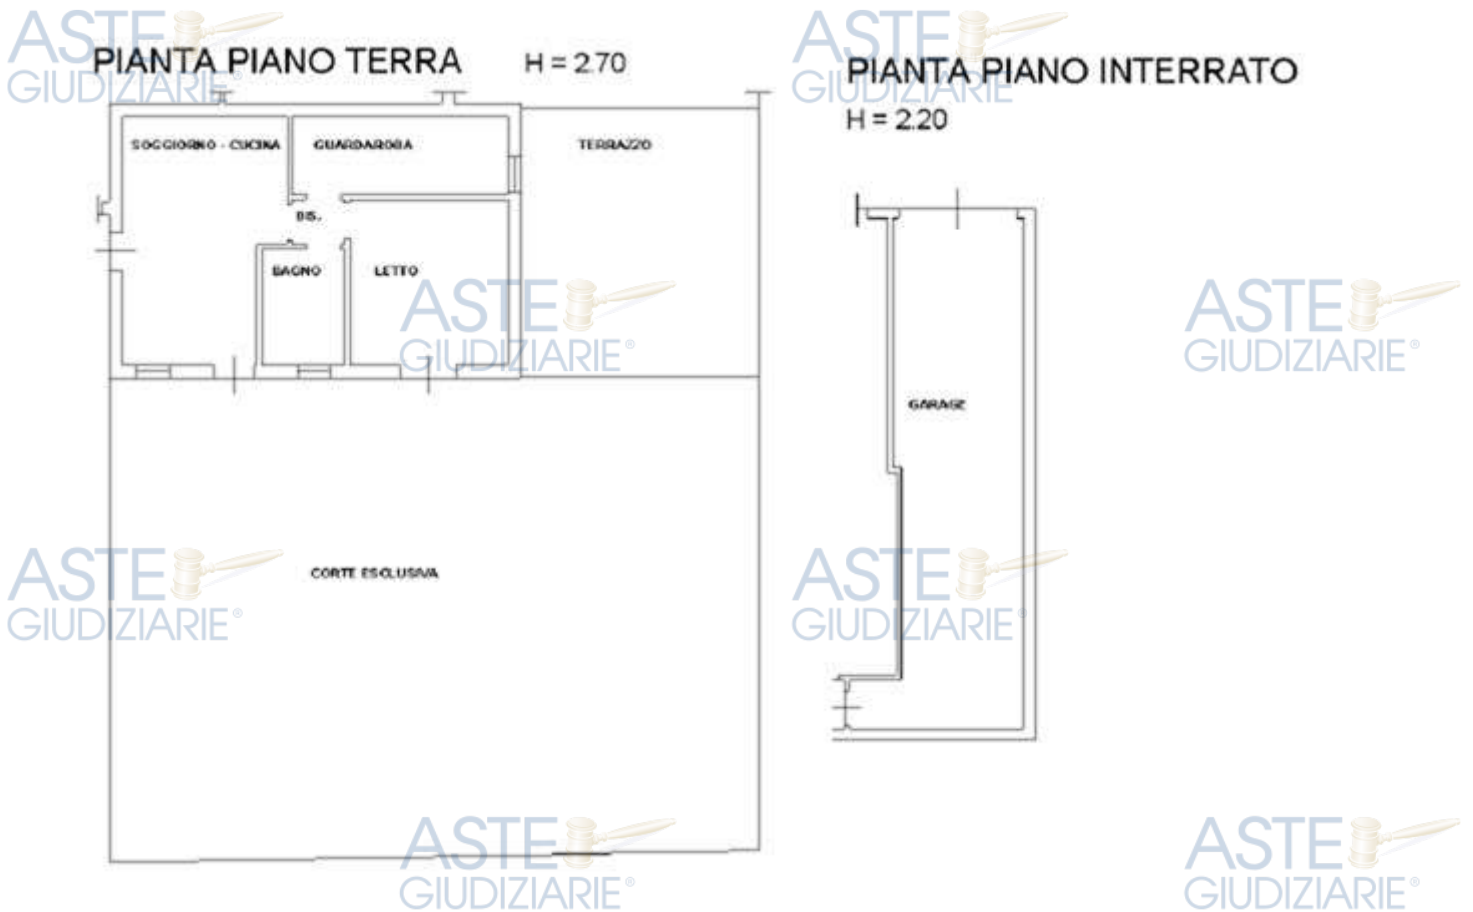 PIANTA PIANO TERRA H = 2.70
SOGGIORNO - CUCINA GUARDAROBA TERRAZZO
DIS.
BAGNO LETTO
CORTE ESCLUSIVA
PIANTA PIANO INTERRATO
H = 2.20
GARAGE
ASTE
GIUDIZIARIE®
ASTE
GIUDIZIARIE®
ASTE
GIUDIZIARIE®
ASTE
GIUDIZIARIE®
ASTE
GIUDIZIARIE®
ASTE
GIUDIZIARIE®
ASTE
GIUDIZIARIE®
ASTE
GIUDIZIARIE®